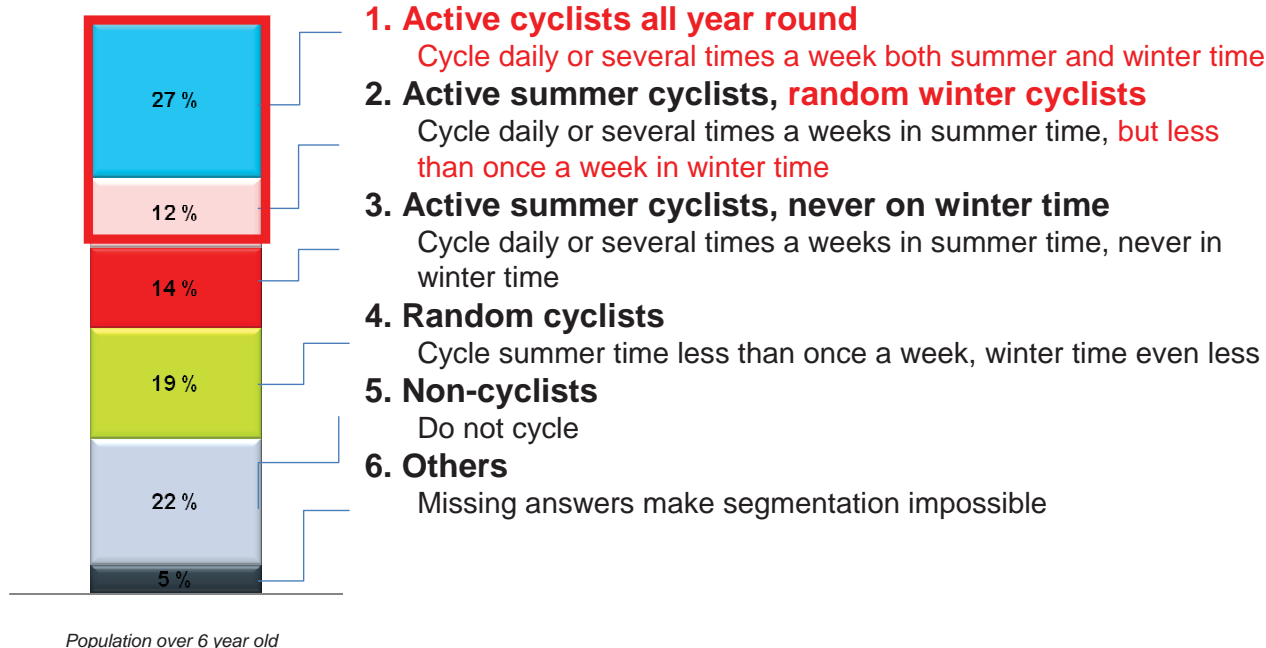 1. Active cyclists all year round
Cycle daily or several times a week both summer and winter time
27 %
2. Active summer cyclists, random winter cyclists
Cycle daily or several times a weeks in summer time, but less
than once a week in winter time
12 %
3. Active summer cyclists, never on winter time
Cycle daily or several times a weeks in summer time, never in
winter time
14 %
4. Random cyclists
Cycle summer time less than once a week, winter time even less
19 %
5. Non-cyclists
Do not cycle
22 %
6. Others
Missing answers make segmentation impossible
5 %
Population over 6 year old